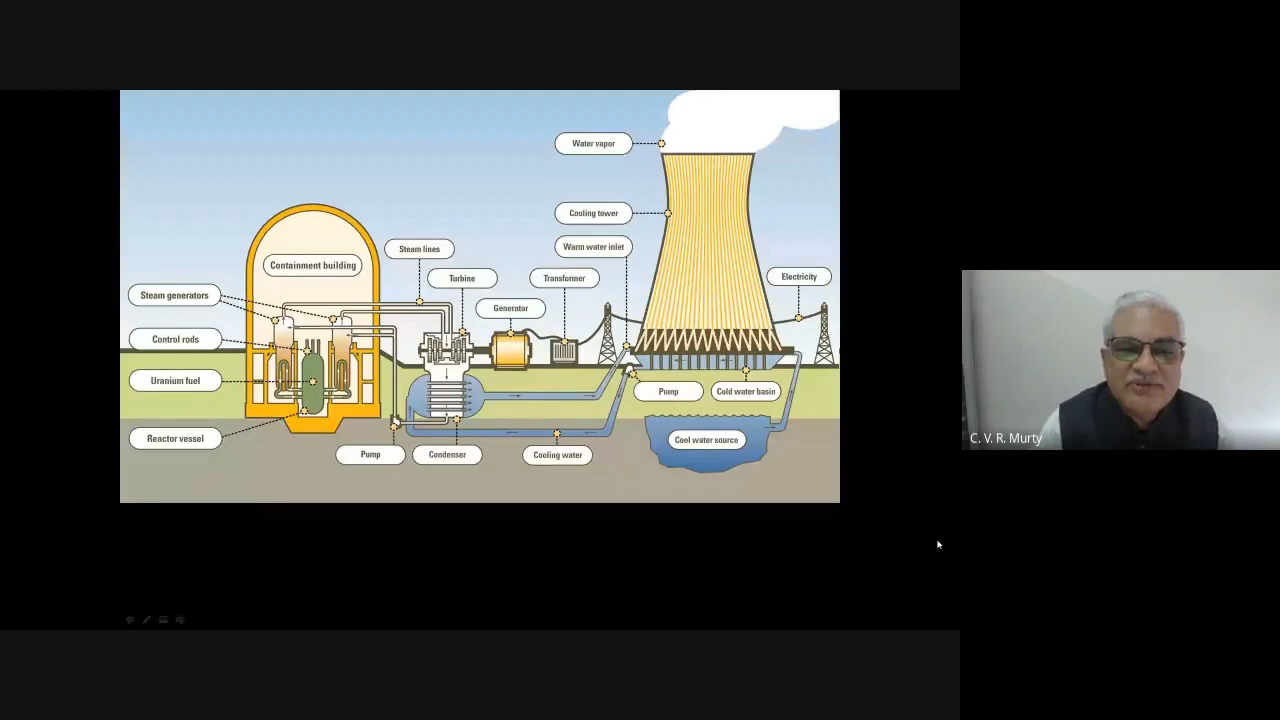 Water vapor
Cooling tower
Warm water inlet
Steam lines
Containment building
Turbine
Transformer
Electricity
Steam generators
Generator
Control rods
Uranium fuel
Pump
Cold water basin
Reactor vessel
Cool water source
Pump
Condenser
Cooling water
C. V. R. Murty